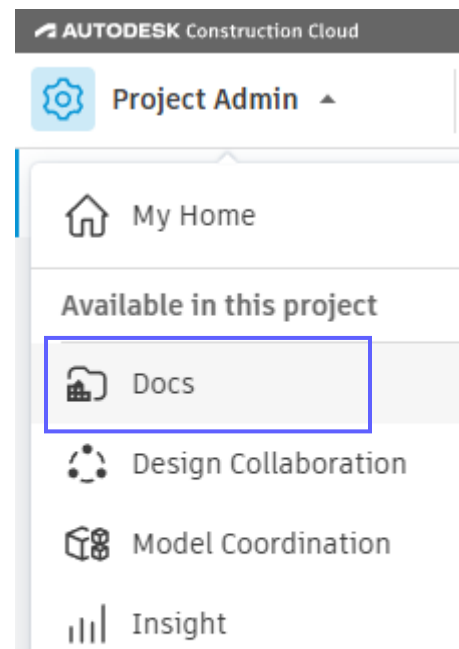 AUTODESK Construction Cloud
Project Admin
My Home
Available in this project
Docs
Design Collaboration
Model Coordination
Insight